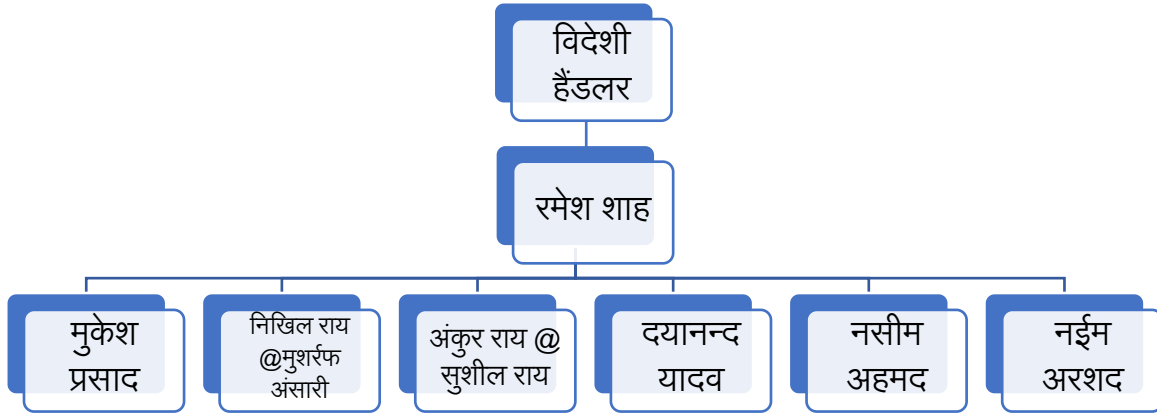 विदेशी
हैंडलर
रमेश शाह
मुकेश
प्रसाद
निखिल राय
@मुशर्रफ
अंसारी
अंकुर राय @
सुशील राय
दयानन्द
यादव
नसीम
अहमद
नईम
अरशद